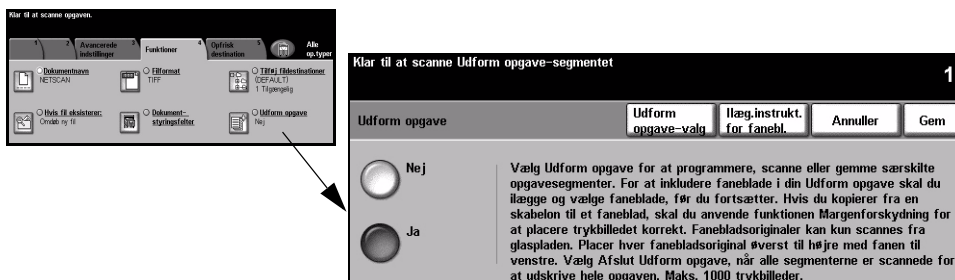 Klar til at scanne opgaven.
1 2 Avancerede indstillinger 3 Funktioner 4 Opfrisk destination 5 Alle op.typer
Dokumentnavn
NETSCAN
Filformat
TIFF
Tilføj fildestinationer
(DEFAULT)
1 Tilgængelig
Hvis fil eksisterer:
Omdøb ny fil
Dokument-
styringsfelter
Udform opgave
Nej
Klar til at scanne Udform opgave-segmentet
1
Udform opgave
Udform
opgave-valg
Ilæg.instrukt.
for fanebl.
Annuller
Gem
Nej
Ja
Vælg Udform opgave for at programmere, scanne eller gemme særskilte
opgavesegmenter. For at inkludere faneblade i din Udform opgave skal du
ilægge og vælge faneblade, før du fortsætter. Hvis du kopierer fra en
skabelon til et faneblad, skal du anvende funktionen Margenforskydning for
at placere trykbilledet korrekt. Fanebladsoriginaler kan kun scannes fra
glaspladen. Placer hver fanebladsoriginal øverst til højre med fanen til
venstre. Vælg Afslut Udform opgave, når alle segmenterne er scannede for
at udskrive hele opgaven. Maks. 1000 trykbilleder.